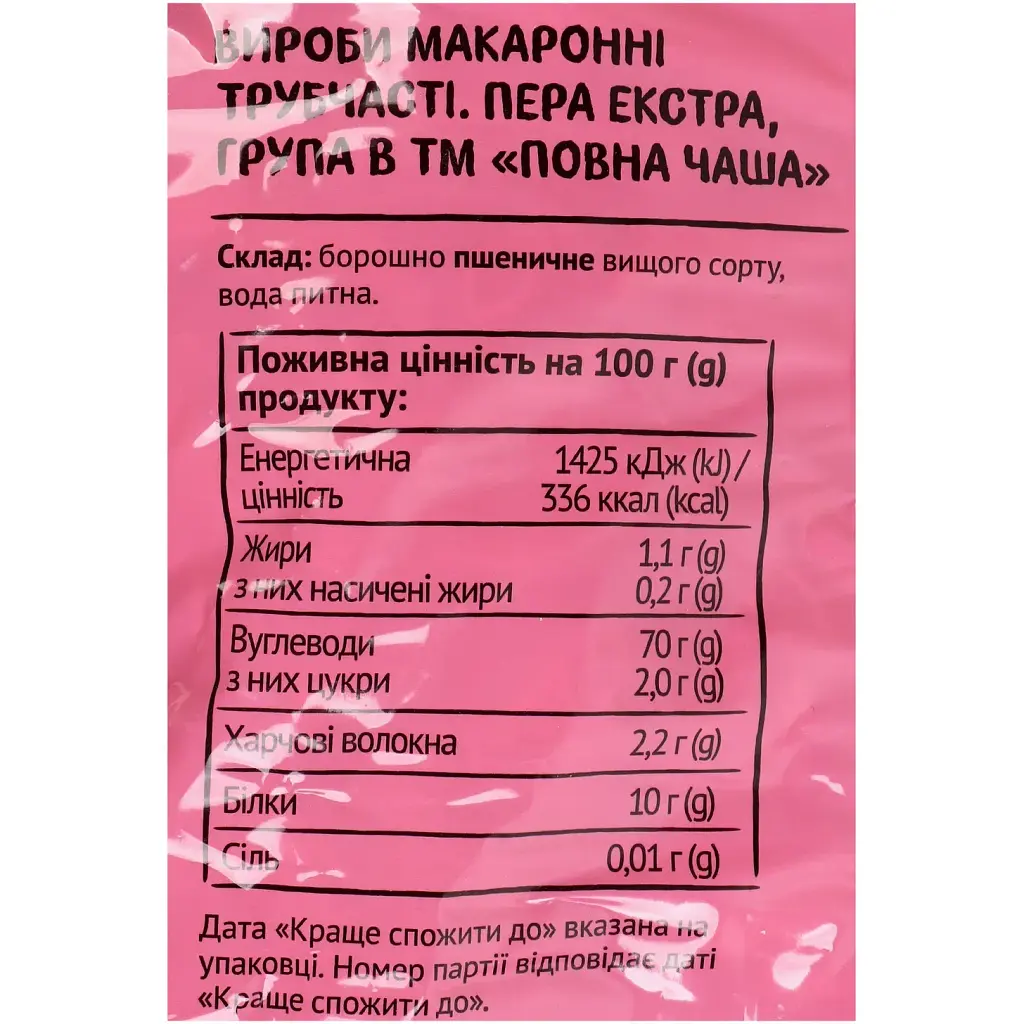 ВИРОБИ МАКАРОННІ
ТРУБЧАСТІ. ПЕРА ЕКСТРА,
ГРУПА В ТМ «ПОВНА ЧАША»
Склад: борошно пшеничне вищого сорту,
вода питна.
Поживна цінність на 100 г (g)
продукту:
Енергетична 1425 кДж (kJ) /
цінність 336 ккал (kcal)
Жири 1,1 г (g)
з них насичені жири 0,2 г (g)
Вуглеводи 70 г (g)
з них цукри 2,0 г (g)
Харчові волокна 2,2 г (g)
Білки 10 г (g)
Сіль 0,01 г (g)
Дата «Краще спожити до» вказана на
упаковці. Номер партії відповідає даті
«Краще спожити до».